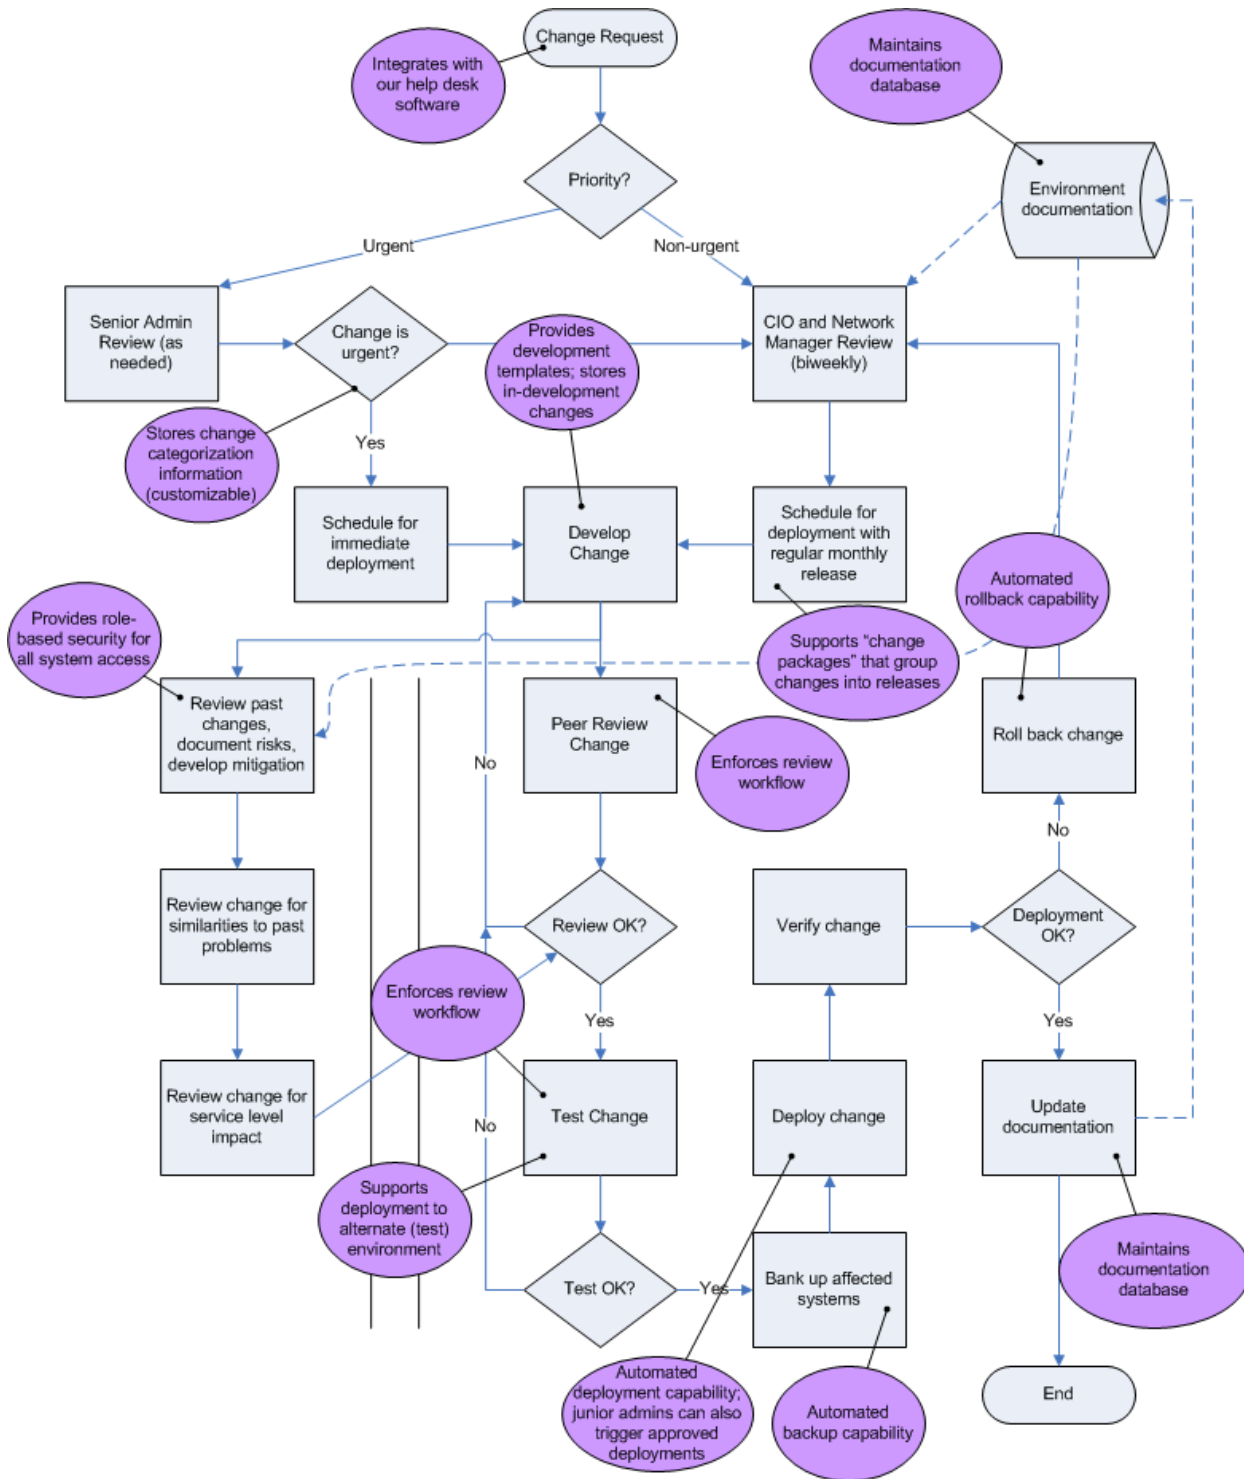 Change Request
Integrates with
our help desk
software
Maintains
documentation
database
Priority?
Environment
documentation
Urgent
Non-urgent
Senior Admin
Review (as
needed)
Change is
urgent?
Provides
development
templates; stores
in-development
changes
CIO and Network
Manager Review
(biweekly)
Stores change
categorization
information
(customizable)
Yes
Schedule for
immediate
deployment
Develop
Change
Schedule for
deployment with
regular monthly
release
Automated
rollback capability
Provides role-
based security for
all system access
Supports “change
packages” that group
changes into releases
Review past
changes,
document risks,
develop mitigation
Peer Review
Change
Enforces review
workflow
Roll back change
No
No
Review change for
similarities to past
problems
Review OK?
Verify change
Deployment
OK?
Enforces review
workflow
Yes
Yes
Review change for
service level
impact
No
Test Change
Deploy change
Update
documentation
Supports
deployment to
alternate (test)
environment
Test OK?
Yes
Bank up affected
systems
Maintains
documentation
database
Automated
deployment capability;
junior admins can also
trigger approved
deployments
Automated
backup capability
End